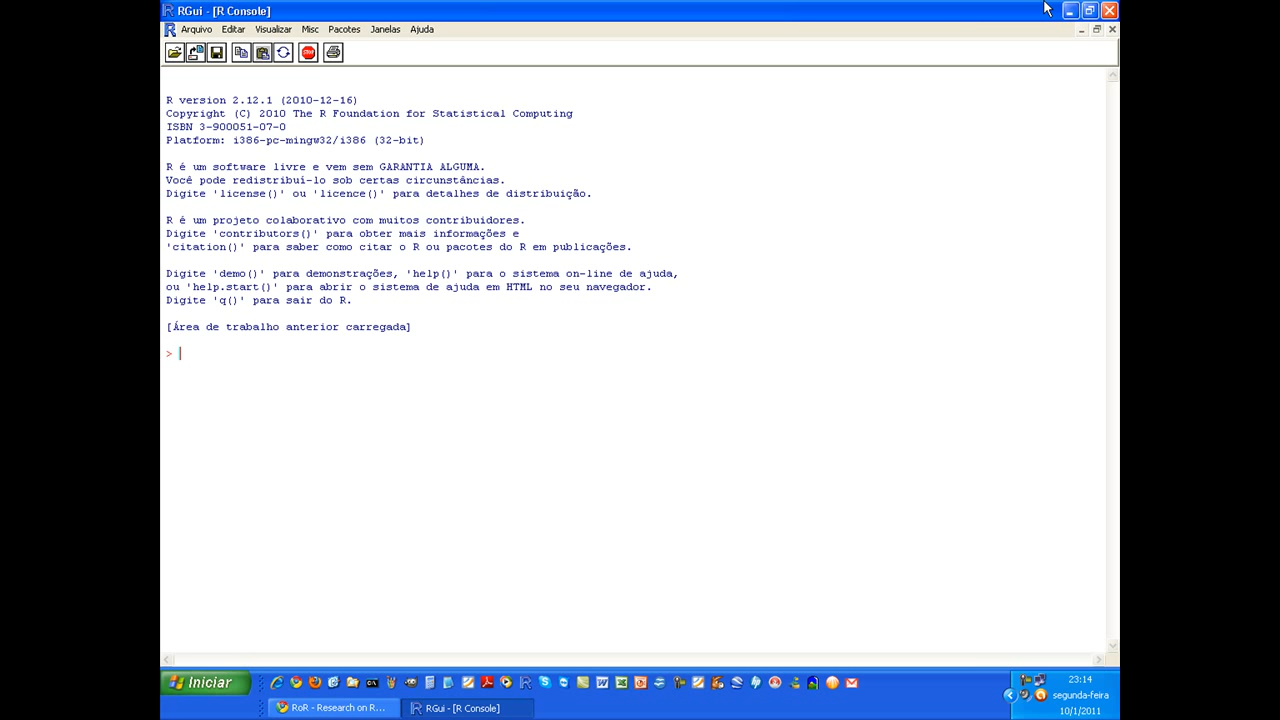 RGui - [R Console]
Arquivo Editar Visualizar Misc Pacotes Janelas Ajuda
STOP
R version 2.12.1 (2010-12-16)
Copyright (C) 2010 The R Foundation for Statistical Computing
ISBN 3-900051-07-0
Platform: i386-pc-mingw32/i386 (32-bit)
R é um software livre e vem sem GARANTIA ALGUMA.
Você pode redistribuí-lo sob certas circunstâncias.
Digite 'license()' ou 'licence()' para detalhes de distribuição.
R é um projeto colaborativo com muitos contribuidores.
Digite 'contributors()' para obter mais informações e
'citation()' para saber como citar o R ou pacotes do R em publicações.
Digite 'demo()' para demonstrações, 'help()' para o sistema on-line de ajuda,
ou 'help.start()' para abrir o sistema de ajuda em HTML no seu navegador.
Digite 'q()' para sair do R.
[Área de trabalho anterior carregada]
>
Iniciar
23:14
segunda-feira
10/1/2011
RoR - Research on R...
RGui - [R Console]